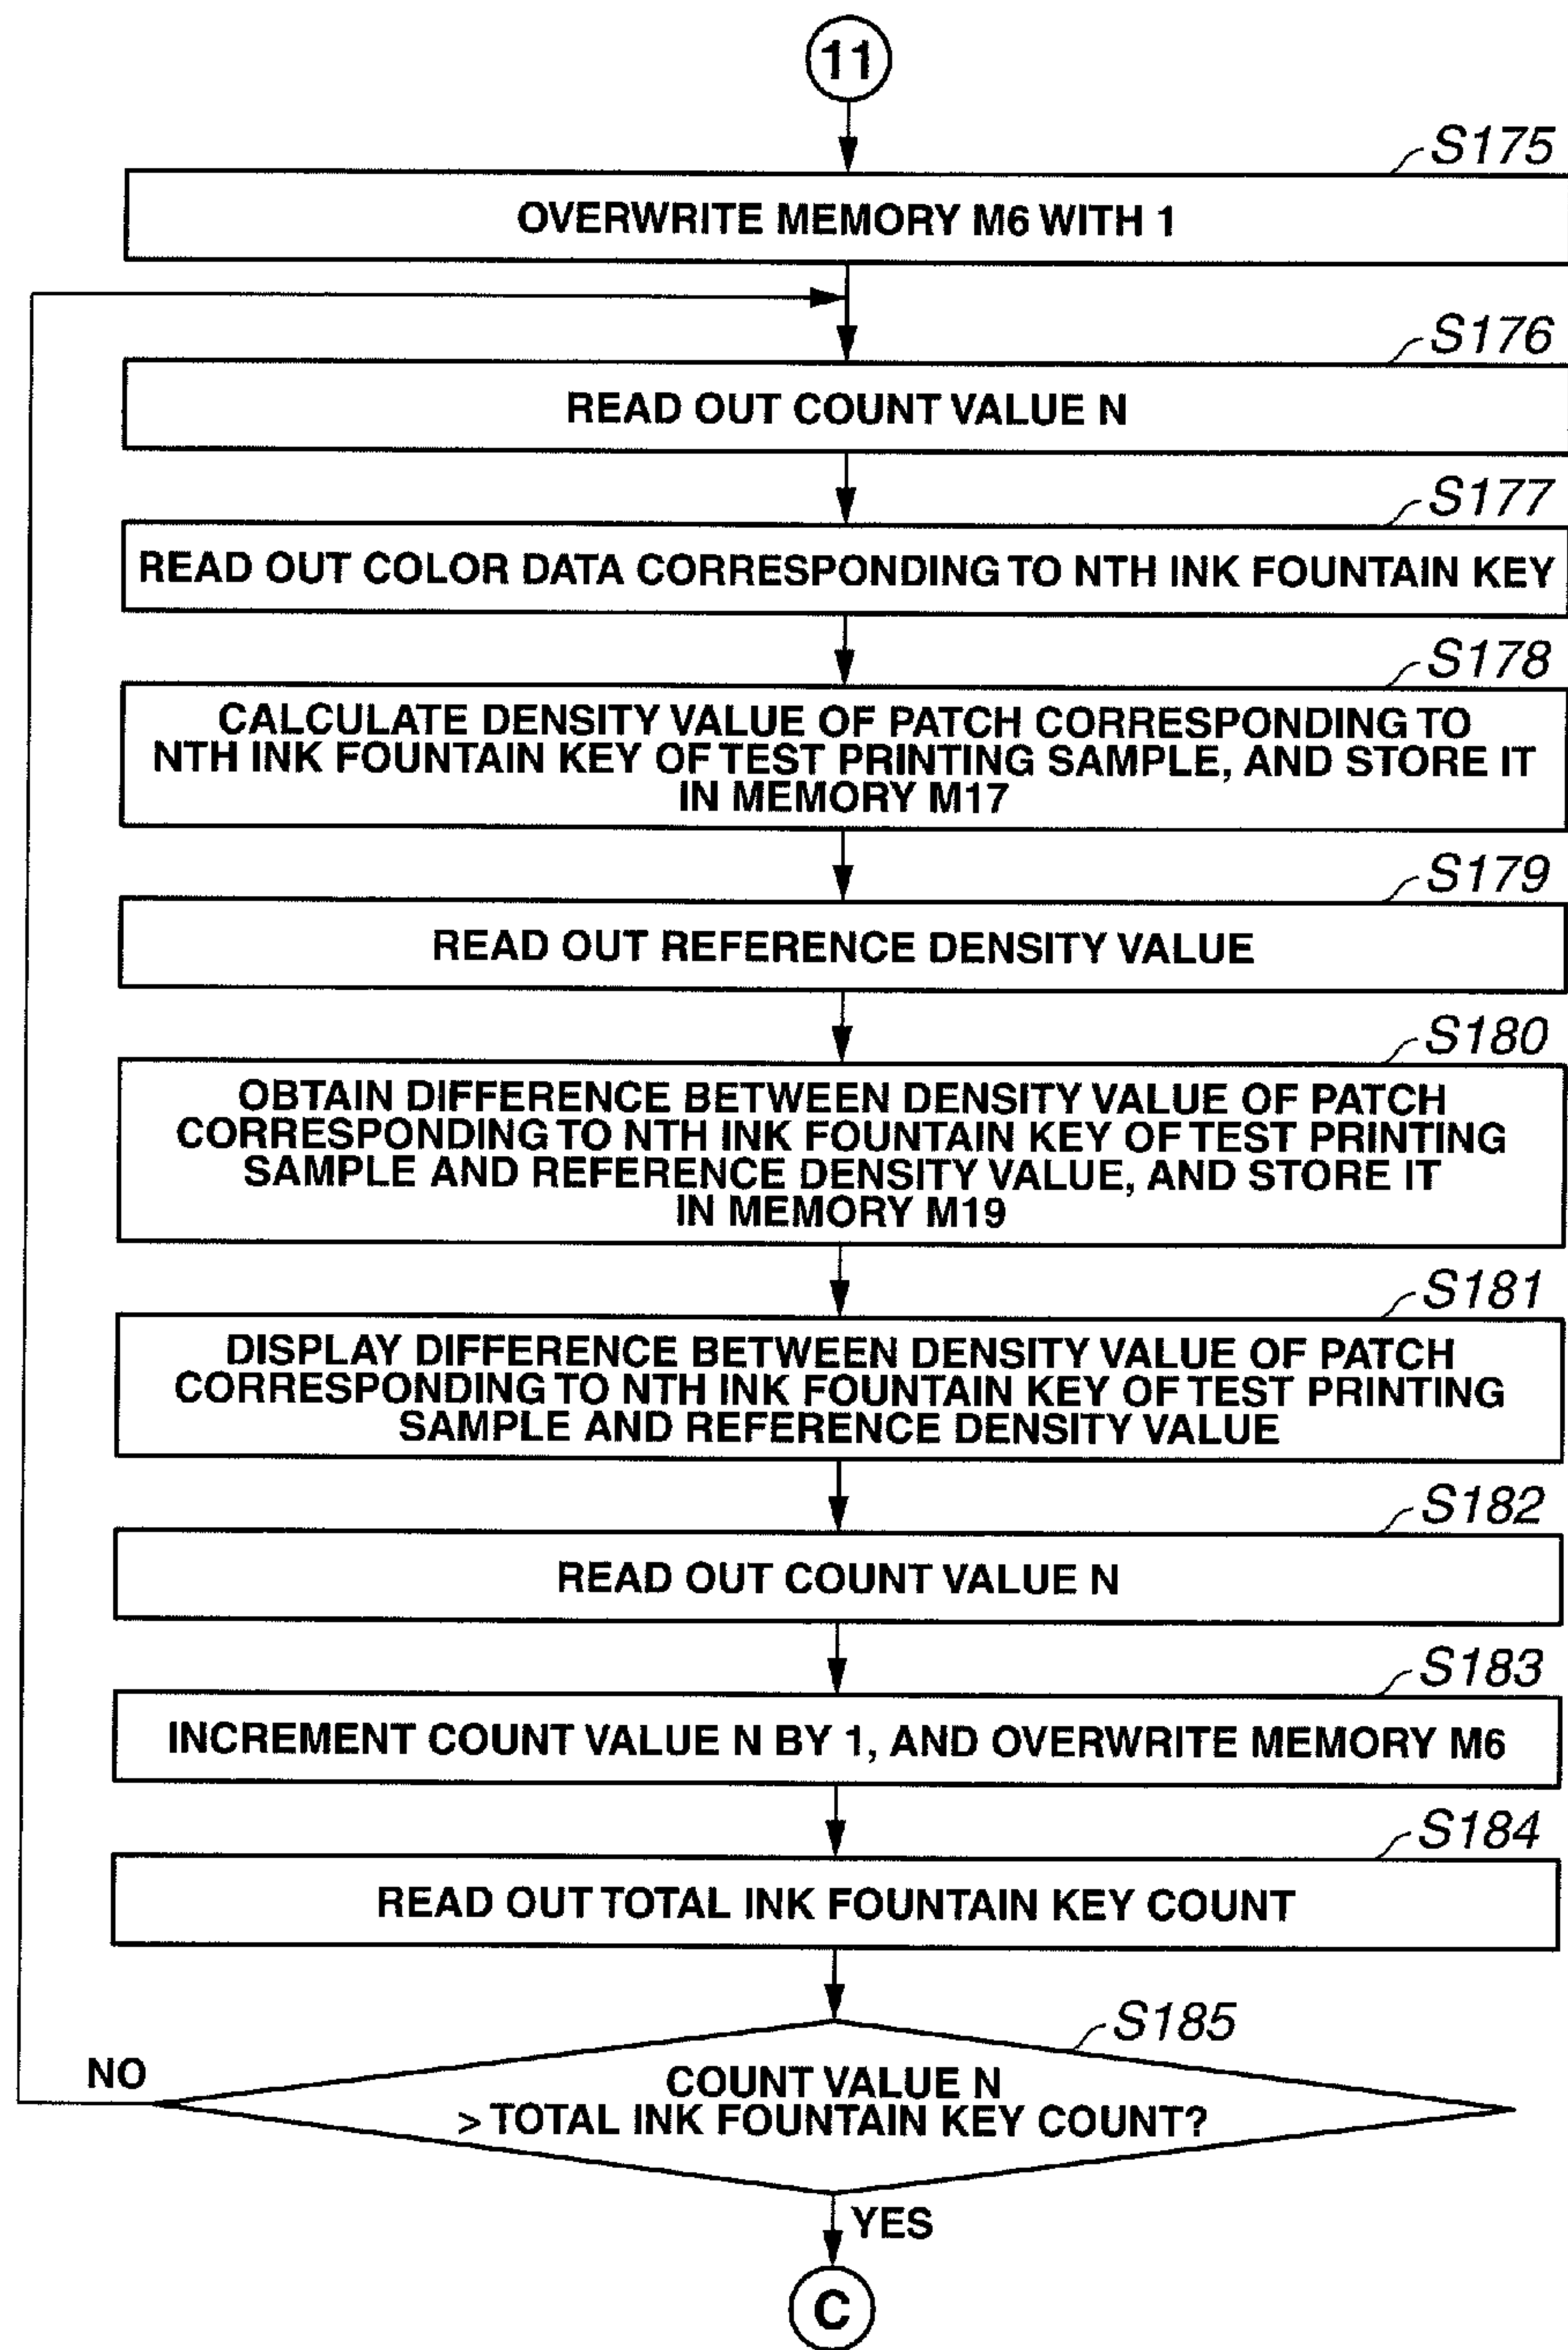 11
S175
OVERWRITE MEMORY M6 WITH 1
S176
READ OUT COUNT VALUE N
S177
READ OUT COLOR DATA CORRESPONDING TO NTH INK FOUNTAIN KEY
S178
CALCULATE DENSITY VALUE OF PATCH CORRESPONDING TO
NTH INK FOUNTAIN KEY OF TEST PRINTING SAMPLE, AND STORE IT
IN MEMORY M17
S179
READ OUT REFERENCE DENSITY VALUE
S180
OBTAIN DIFFERENCE BETWEEN DENSITY VALUE OF PATCH
CORRESPONDING TO NTH INK FOUNTAIN KEY OF TEST PRINTING
SAMPLE AND REFERENCE DENSITY VALUE, AND STORE IT
IN MEMORY M19
S181
DISPLAY DIFFERENCE BETWEEN DENSITY VALUE OF PATCH
CORRESPONDING TO NTH INK FOUNTAIN KEY OF TEST PRINTING
SAMPLE AND REFERENCE DENSITY VALUE
S182
READ OUT COUNT VALUE N
S183
INCREMENT COUNT VALUE N BY 1, AND OVERWRITE MEMORY M6
S184
READ OUT TOTAL INK FOUNTAIN KEY COUNT
S185
NO
COUNT VALUE N
> TOTAL INK FOUNTAIN KEY COUNT?
YES
C